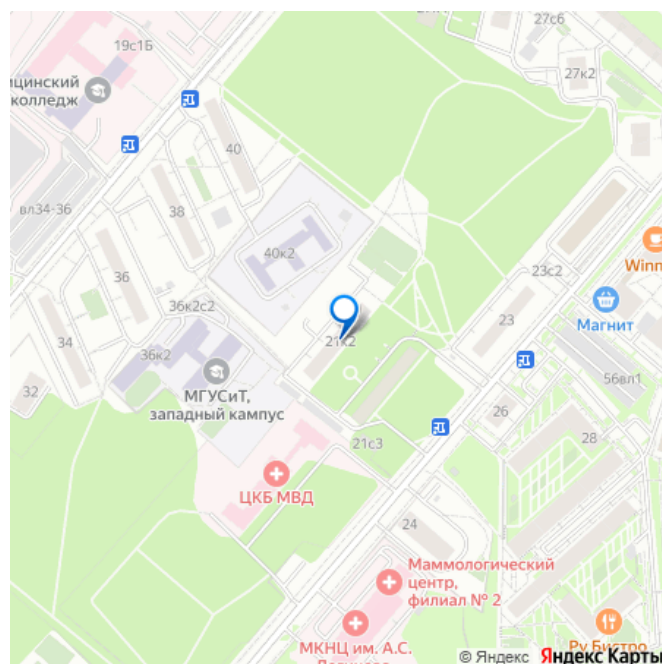 27с6
19с1Б
27к2
ицинский
колледж
40
вл34-36
38
40к2
23с2
Winn
36
Магнит
36к2с2
23
34
21к2
36к2
56вл1
32
МГУСиТ,
западный кампус
26
28
21с3
ЦКБ МВД
24
Маммологический
центр,
филиал № 2
МКНЦ им. А.С.
Ру Бистро
© Яндекс Яндекс Карты